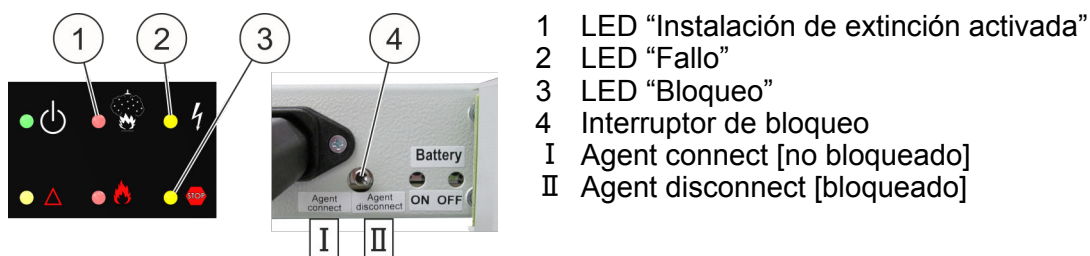 1 2 3 4
STOP
Battery
Agent connect Agent disconnect ON OFF
I II
1 LED “Instalación de extinción activada”
2 LED “Fallo”
3 LED “Bloqueo”
4 Interruptor de bloqueo
I Agent connect [no bloqueado]
II Agent disconnect [bloqueado]